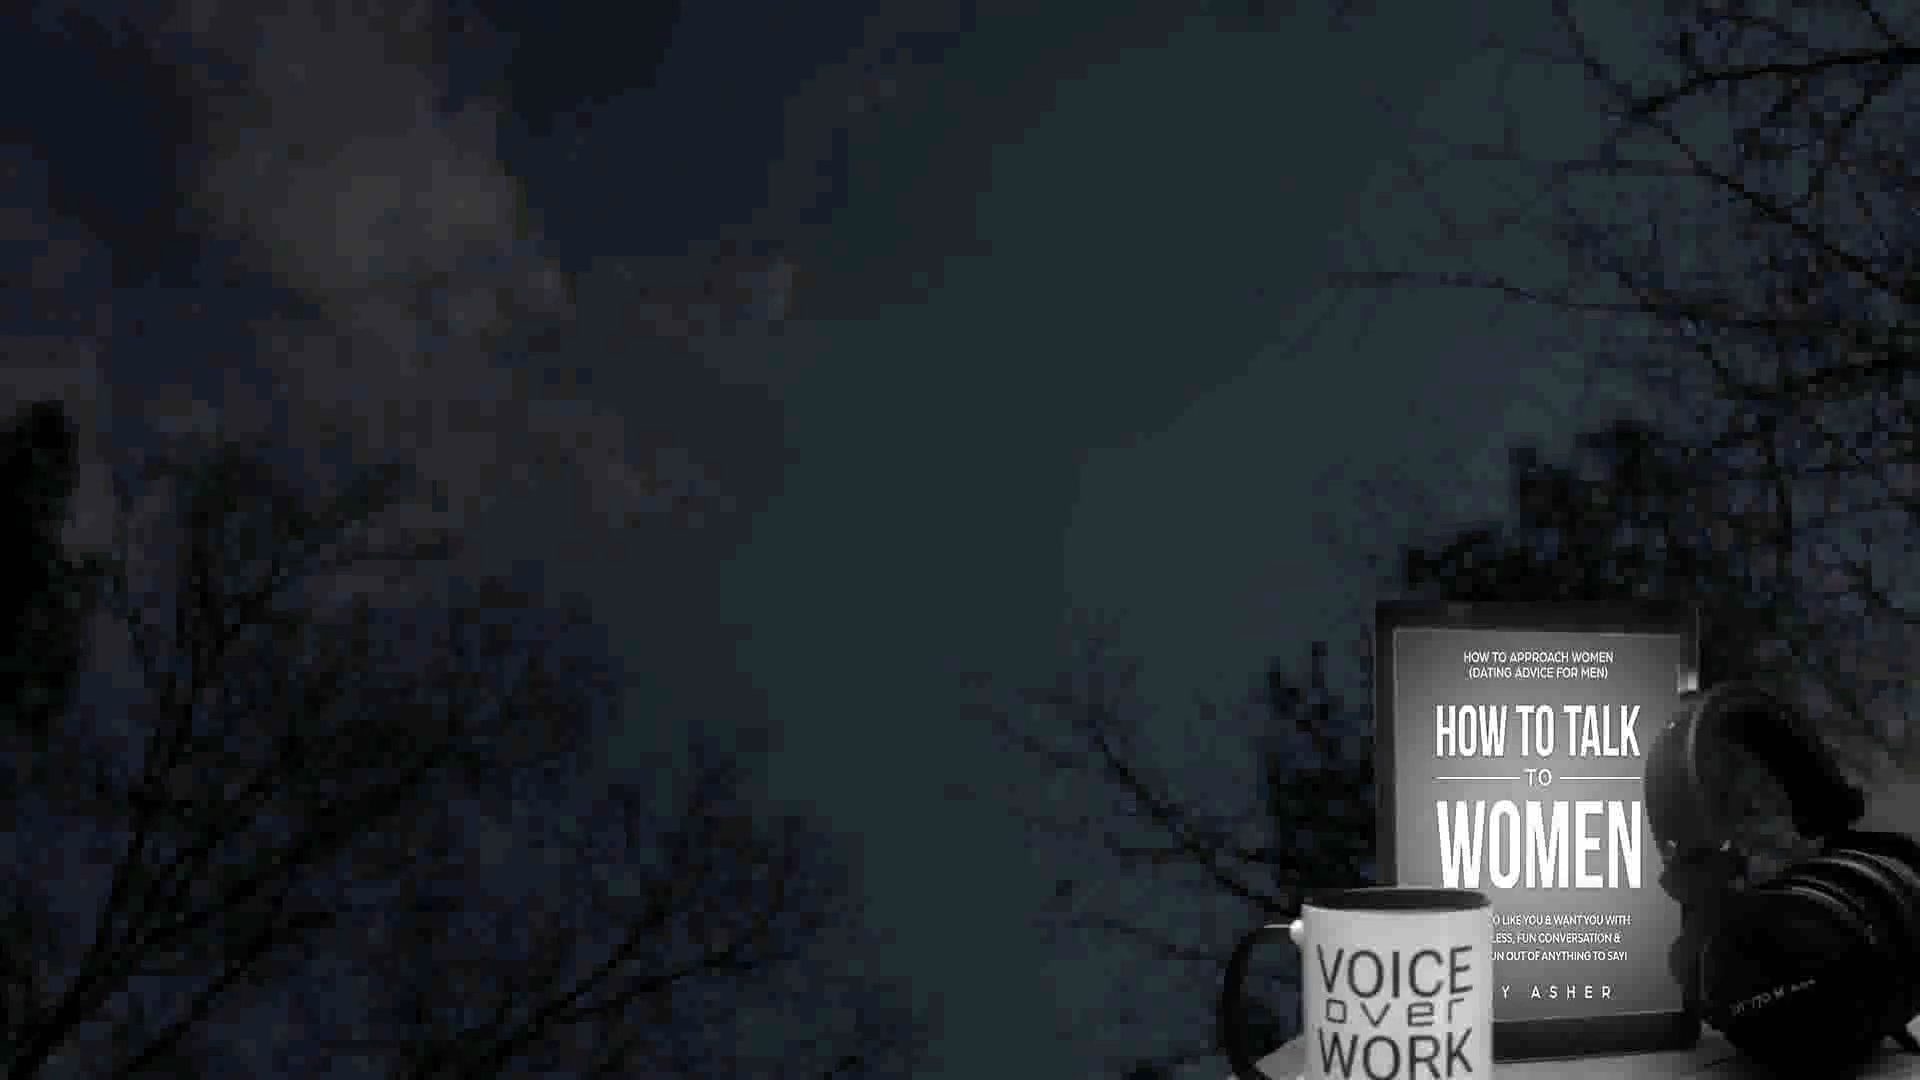 HOW TO APPROACH WOMEN
(DATING ADVICE FOR MEN)
HOW TO TALK
TO
WOMEN
LIKE YOU & WANT YOU WITH
FUN CONVERSATION &
OUT OF ANYTHING TO SAY!
ASHER
VOICE
over
WORK